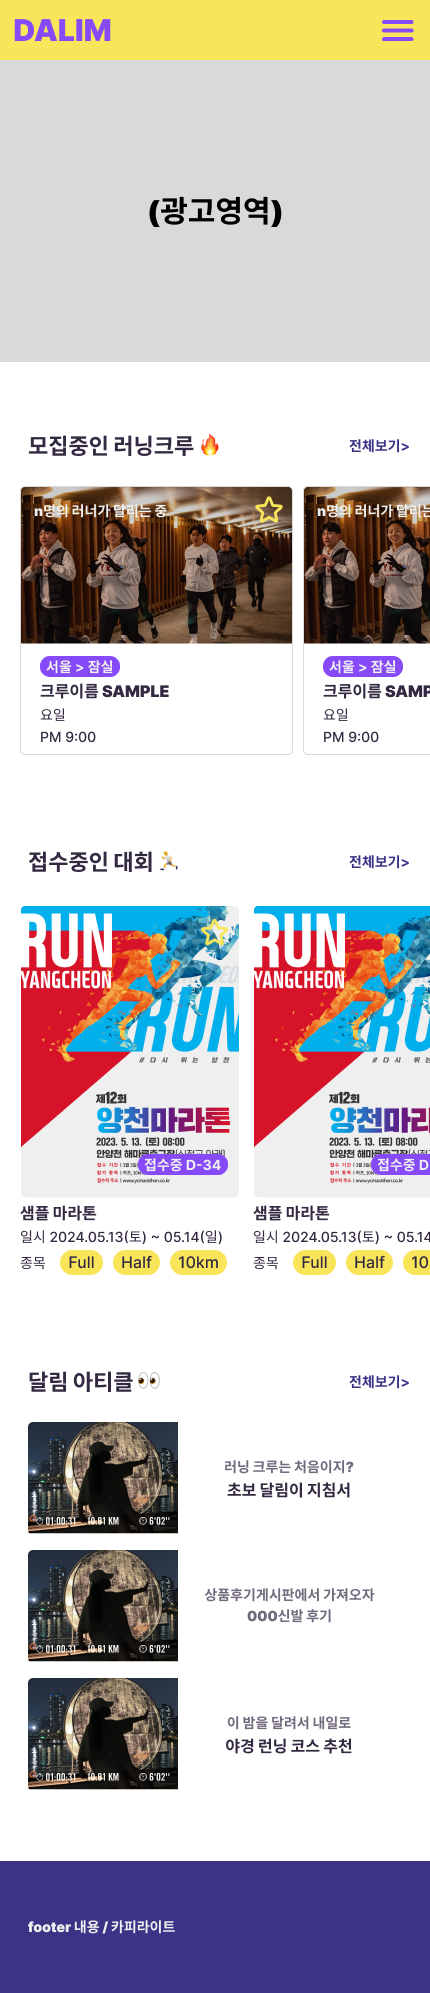 DALIM
(광고영역)
모집중인 러닝크루 🔥
전체보기>
n명의 러너가 달리는 중
서울 > 잠실
크루이름 SAMPLE
요일
PM 9:00
n명의 러너가 달리는
서울 > 잠실
크루이름 SAMP
요일
PM 9:00
접수중인 대회
전체보기>
RUN
YANGCHEON
RUN
#다시 뛰는 양천
제12회
양천마라톤
2023. 5. 13. (토) 08:00
접수중 D-34
샘플 마라톤
일시 2024.05.13(토) ~ 05.14(일)
종목 Full Half 10km
RUN
YANGCHEON
RUN
#다시 뛰는 양천
제12회
양천마라
2023. 5. 13. (토) 08:00
접수중 D
샘플 마라톤
일시 2024.05.13(토) ~ 05.14
종목 Full Half 10
달림 아티클 👀
전체보기>
01:00:31 10.01 KM 6'02"
러닝 크루는 처음이지?
초보 달림이 지침서
01:00:31 10.01 KM 6'02"
상품후기게시판에서 가져오자
OOO신발 후기
01:00:31 10.01 KM 6'02"
이 밤을 달려서 내일로
야경 런닝 코스 추천
footer 내용 / 카피라이트